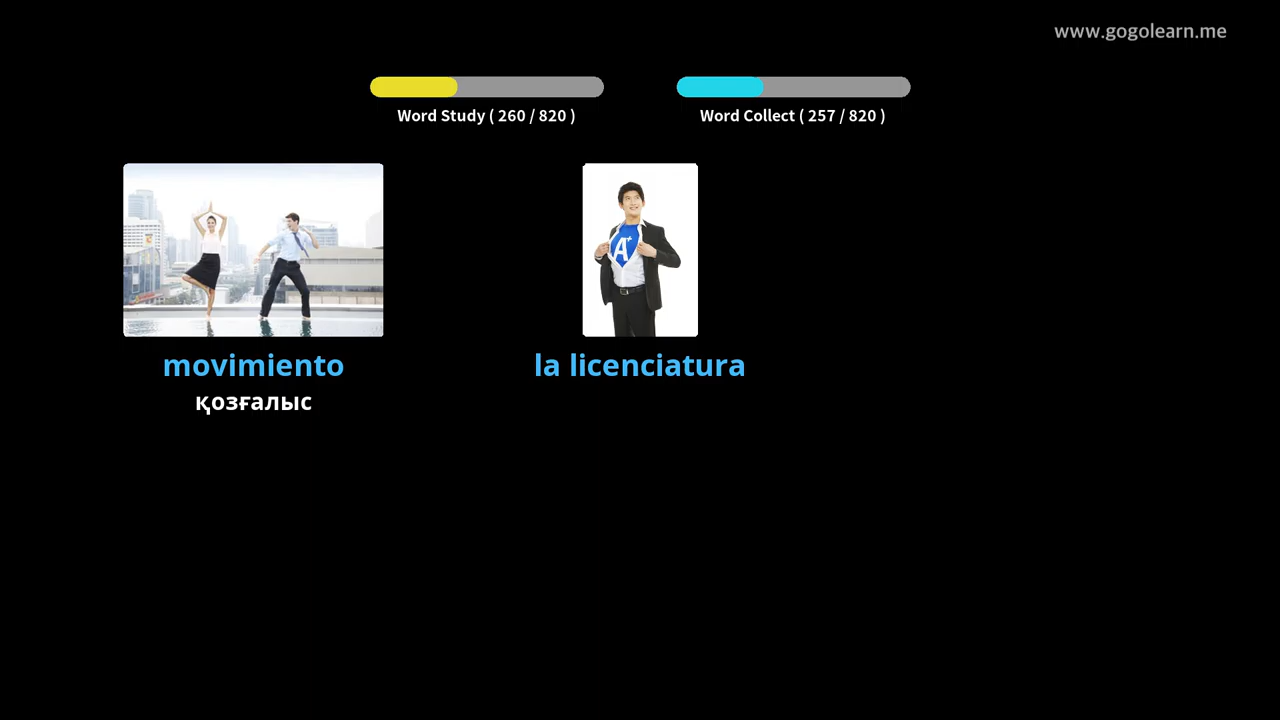 www.gogolearn.me
Word Study ( 260 / 820 )
Word Collect ( 257 / 820 )
A+
movimiento
қозғалыс
la licenciatura